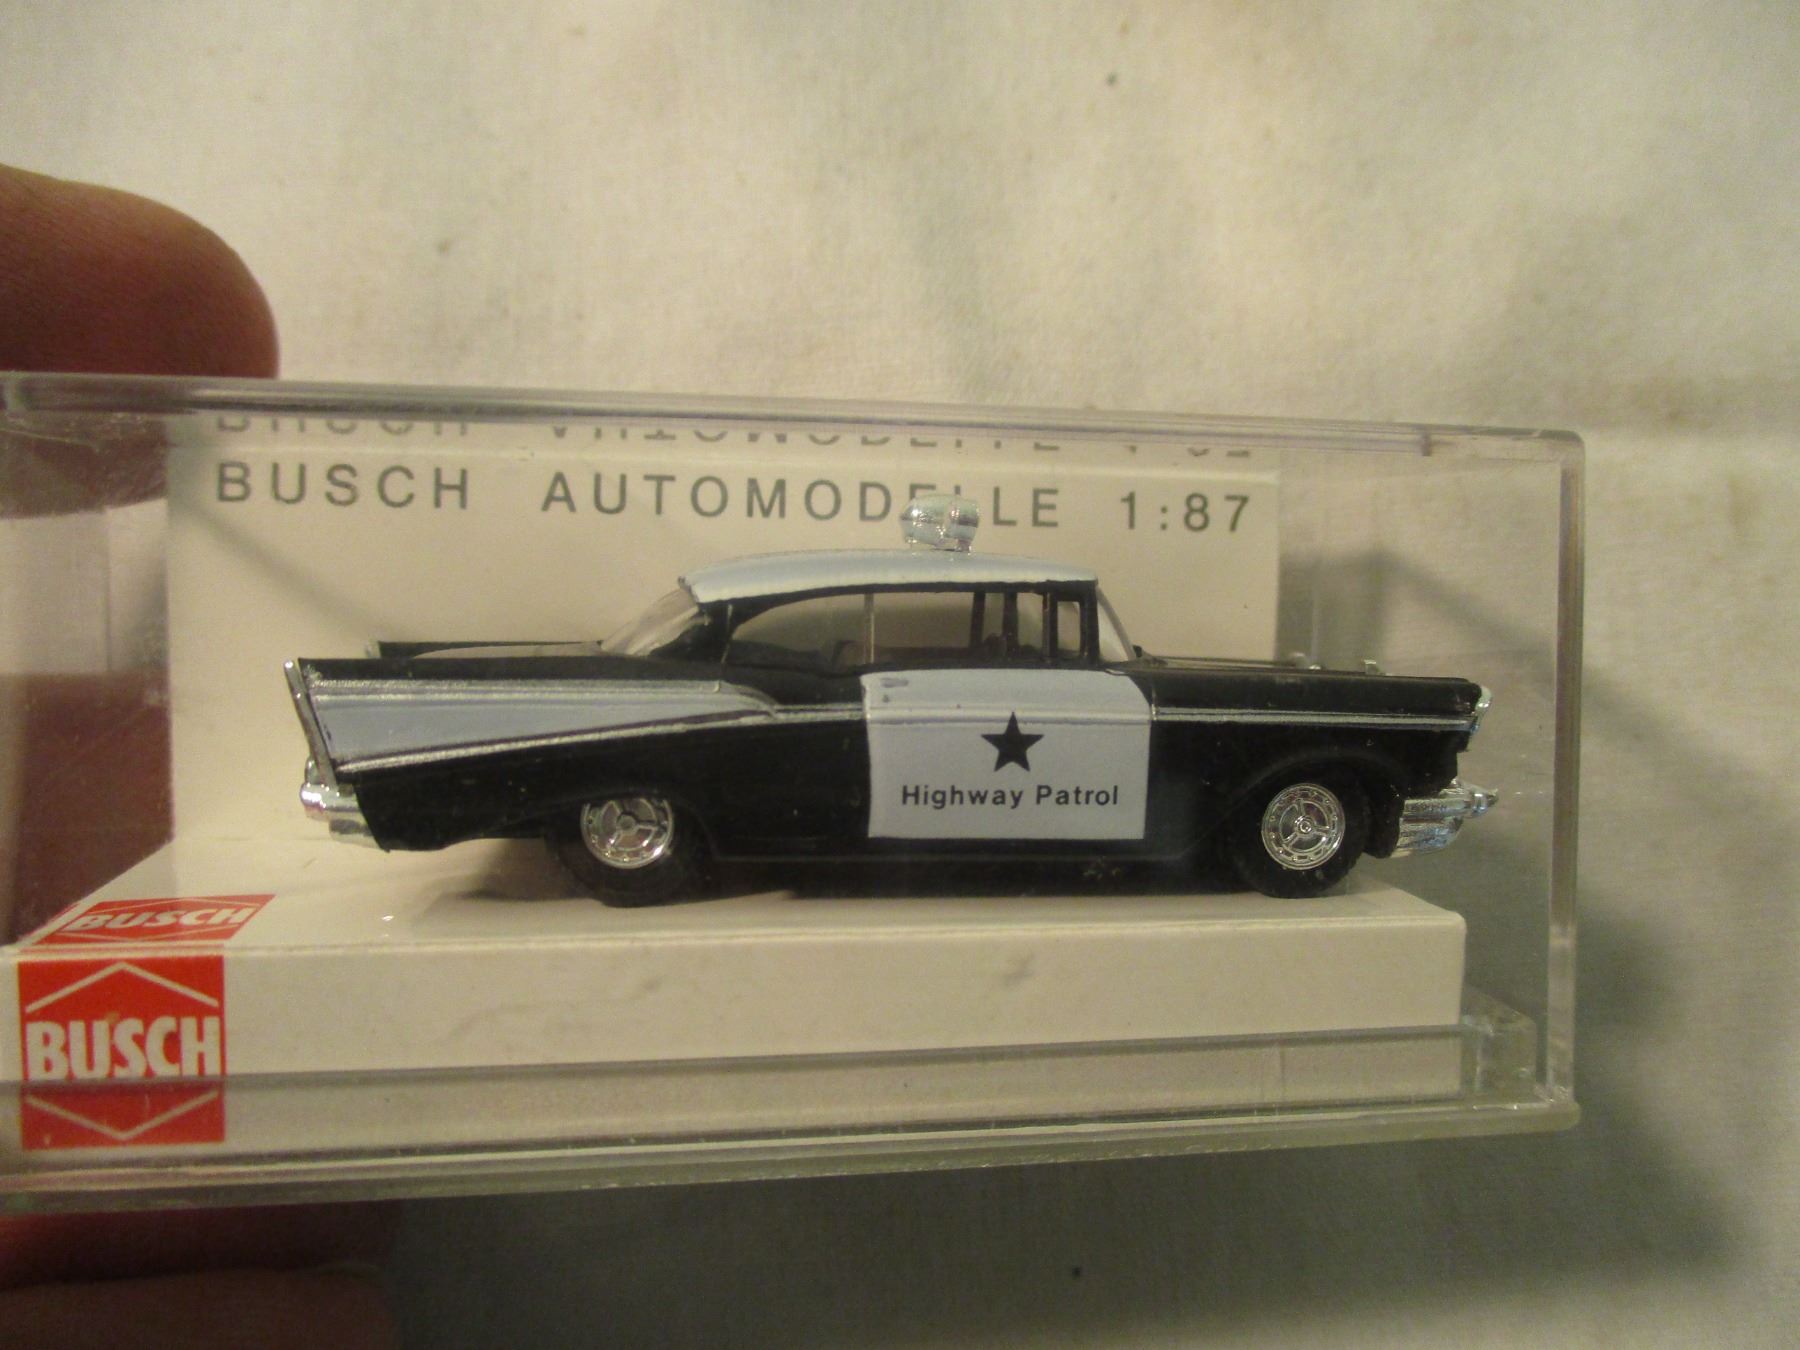 BUSCH AUTOMODELLE 1:87
Highway Patrol
BUSCH
BUSCH